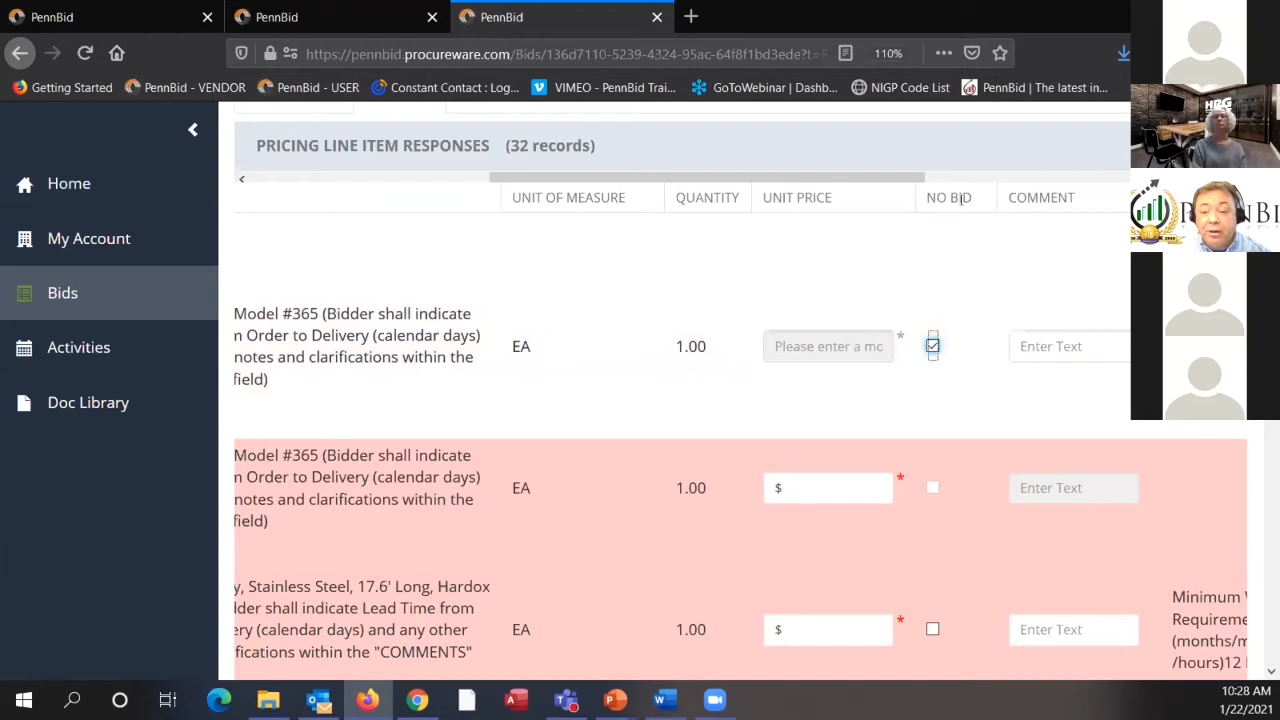 PennBid
PennBid
PennBid
https://pennbid.procureware.com/Bids/136d7110-5239-4324-95ac-64f8f1bd3ede?t=
110%
Getting Started
PennBid - VENDOR
PennBid - USER
Constant Contact : Log...
VIMEO - PennBid Trai...
GoToWebinar | Dashb...
NIGP Code List
PennBid | The latest in...
HRG
Home
My Account
Bids
Activities
Doc Library
PRICING LINE ITEM RESPONSES (32 records)
UNIT OF MEASURE QUANTITY UNIT PRICE NO BID COMMENT
Model #365 (Bidder shall indicate
m Order to Delivery (calendar days)
notes and clarifications within the
field)
EA 1.00 Please enter a mo * Enter Text
Model #365 (Bidder shall indicate
m Order to Delivery (calendar days)
notes and clarifications within the
field)
EA 1.00 $ * Enter Text
y, Stainless Steel, 17.6' Long, Hardox
dder shall indicate Lead Time from
ery (calendar days) and any other
ifications within the "COMMENTS"
EA 1.00 $ * Enter Text
Minimum
Requireme
(months/m
/hours)12
10:28 AM
1/22/2021